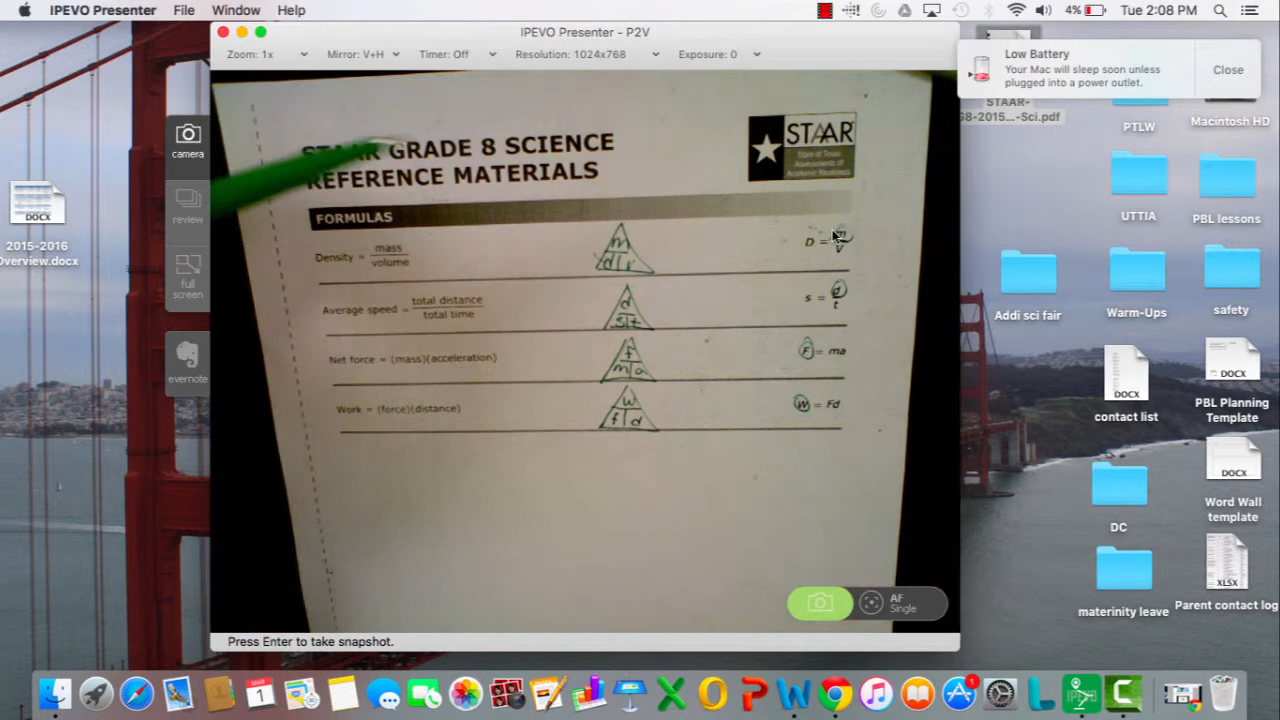 IPEVO Presenter File Window Help 4% Tue 2:08 PM
IPEVO Presenter - P2V
Zoom: 1x Mirror: V+H Timer: Off Resolution: 1024x768 Exposure: 0
Low Battery
Your Mac will sleep soon unless
plugged into a power outlet.
Close
STAAR-
G8-2015...-Sci.pdf
PTLW
Macintosh HD
UTTIA
PBL lessons
Addi sci fair
Warm-Ups
safety
DOCX
contact list
DOCX
PBL Planning
Template
DOCX
Word Wall
template
DC
XLSX
materinity leave
Parent contact log
DOCX
2015-2016
Overview.docx
camera
review
full
screen
evernote
STAAR GRADE 8 SCIENCE
REFERENCE MATERIALS
STAAR
State of Texas
Assessments of
Academic Readiness
FORMULAS
Density = mass
volume
m
d v
D = m
v
Average speed = total distance
total time
d
s t
s = d
t
Net force = (mass)(acceleration)
f
m a
F = ma
Work = (force)(distance)
w
f d
W = Fd
AF
Single
Press Enter to take snapshot.
1
1
IPEVO